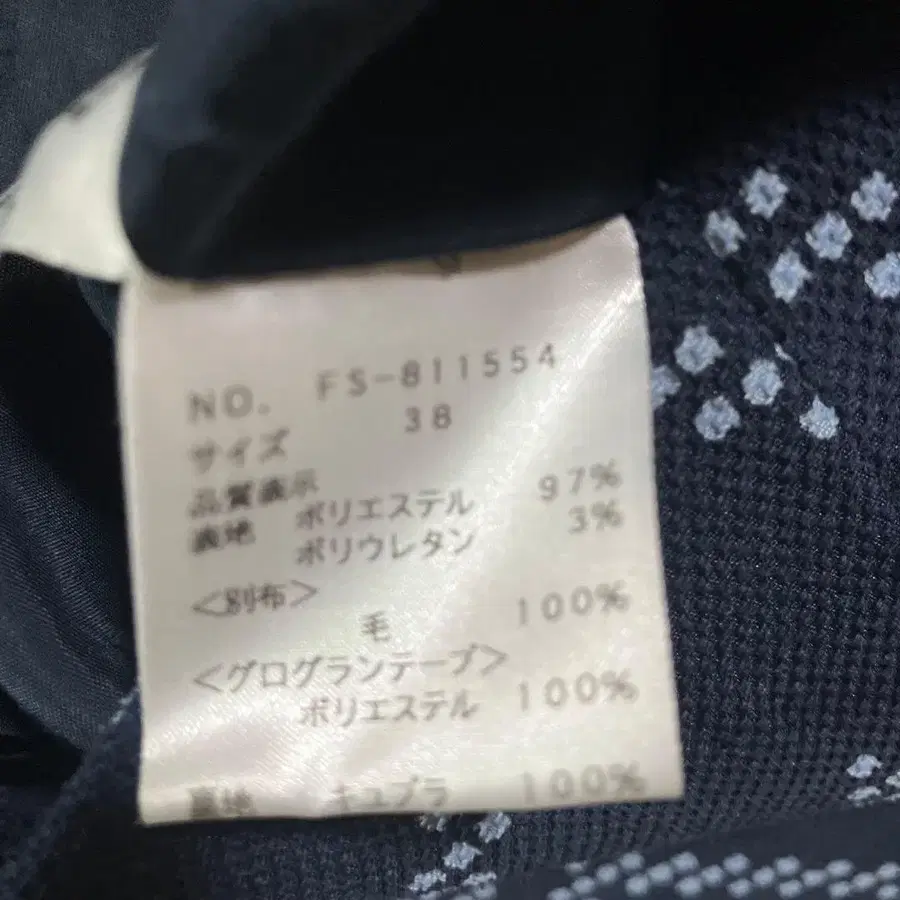 NO. FS-811554
サイズ 38
品質表示
表地 ポリエステル 97%
ポリウレタン 3%
<別布>
毛 100%
<グログランテープ>
ポリエステル 100%
裏地 キュプラ 100%